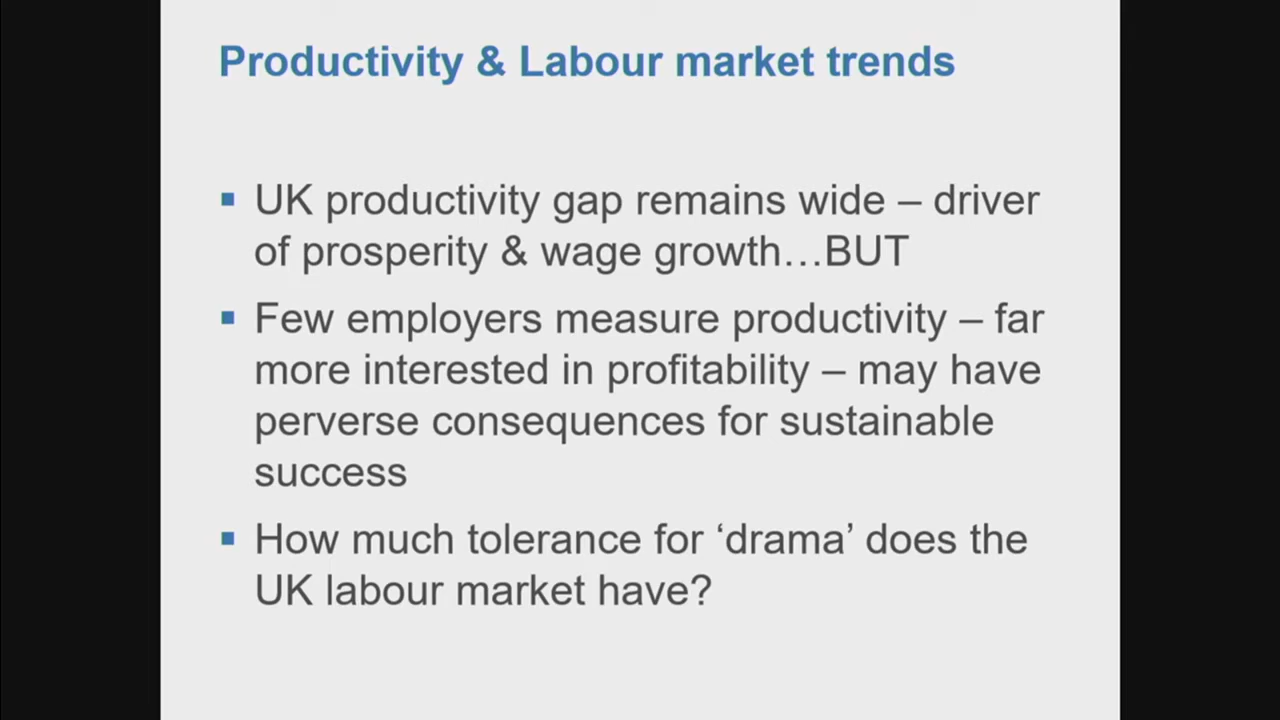 Productivity & Labour market trends
▪ UK productivity gap remains wide – driver
of prosperity & wage growth…BUT
▪ Few employers measure productivity – far
more interested in profitability – may have
perverse consequences for sustainable
success
▪ How much tolerance for ‘drama’ does the
UK labour market have?